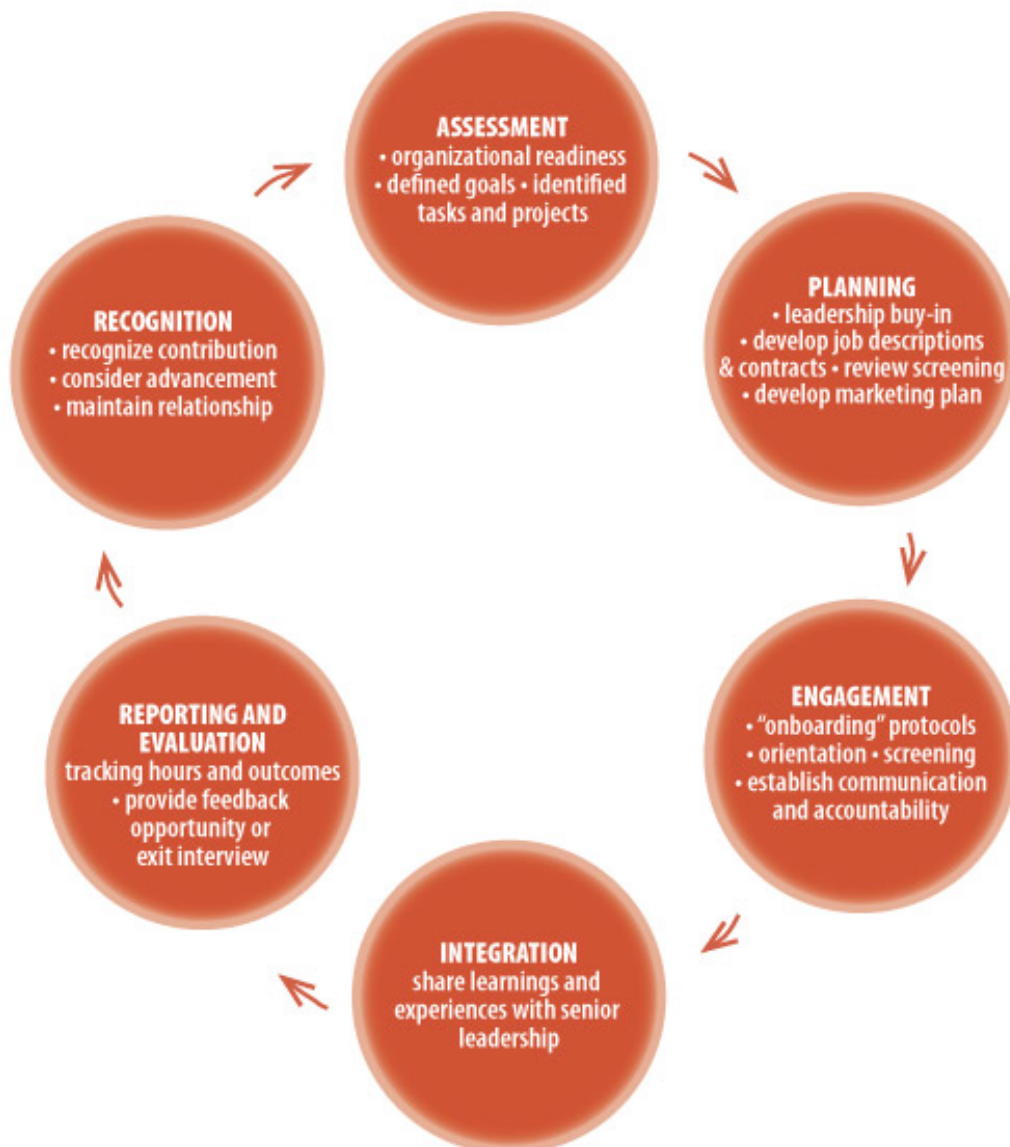 ASSESSMENT
• organizational readiness
• defined goals • identified
tasks and projects
PLANNING
• leadership buy-in
• develop job descriptions
& contracts • review screening
• develop marketing plan
ENGAGEMENT
• “onboarding” protocols
• orientation • screening
• establish communication
and accountability
INTEGRATION
share learnings and
experiences with senior
leadership
REPORTING AND
EVALUATION
tracking hours and outcomes
• provide feedback
opportunity or
exit interview
RECOGNITION
• recognize contribution
• consider advancement
• maintain relationship